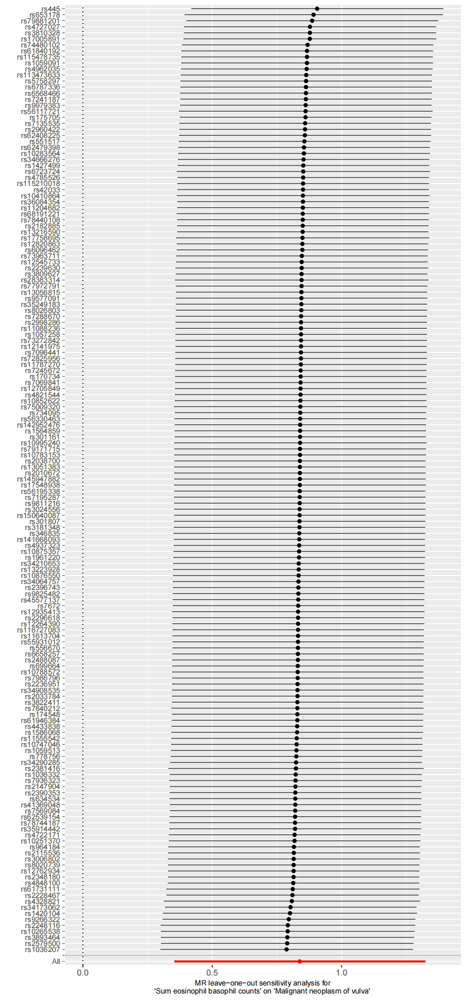 rs445
rs653178
rs79881201
rs4727027
rs3810328
rs17005891
rs74480102
rs61840192
rs115478735
rs1059091
rs4962035
rs113473633
rs5758297
rs6787336
rs6568466
rs7241187
rs9979383
rs56117721
rs175705
rs7135535
rs2960422
rs62408225
rs551517
rs62479398
rs10283564
rs34666276
rs1427499
rs6723724
rs4785526
rs115210018
rs42033
rs10410864
rs36084354
rs11204682
rs68191221
rs78440108
rs2182885
rs13216590
rs17758695
rs12820863
rs6096462
rs73963711
rs12545733
rs2239630
rs3809627
rs28383314
rs77972791
rs13056815
rs9577091
rs35249183
rs8026803
rs7288670
rs2998286
rs11088236
rs1057258
rs73272842
rs12141975
rs7096441
rs72825956
rs11787270
rs7245672
rs170734
rs7069841
rs12705849
rs4821544
rs10852622
rs75009320
rs734095
rs56330463
rs142952476
rs1564859
rs301161
rs10995240
rs79171715
rs10783153
rs2038700
rs13051383
rs2010672
rs145947882
rs17548938
rs56195338
rs7195287
rs9811216
rs3024556
rs150640087
rs301807
rs3181348
rs346835
rs141668093
rs4937323
rs10875357
rs1961220
rs34210653
rs13223928
rs10876550
rs34064757
rs2396743
rs9825482
rs45577137
rs7672
rs12935413
rs2296618
rs12264390
rs116727083
rs11613704
rs55931012
rs556670
rs6658257
rs2488087
rs699664
rs10788572
rs7986796
rs2236951
rs34908535
rs2033784
rs3822411
rs7840212
rs174548
rs61946384
rs4433838
rs1586068
rs11555542
rs10747046
rs1059513
rs778756
rs34290285
rs2381416
rs1036332
rs7936323
rs2147904
rs2390353
rs634534
rs41369048
rs7569084
rs62539154
rs78744187
rs35914442
rs4722171
rs10251370
rs964184
rs2115536
rs3006802
rs8020739
rs12762934
rs2348180
rs4848100
rs61731111
rs2228467
rs4328821
rs34173062
rs1420104
rs9266322
rs2248116
rs10265538
rs3893464
rs2579500
rs1036207
All
0.0 0.5 1.0
MR leave−one−out sensitivity analysis for
'Sum eosinophil basophil counts' on 'Malignant neoplasm of vulva'